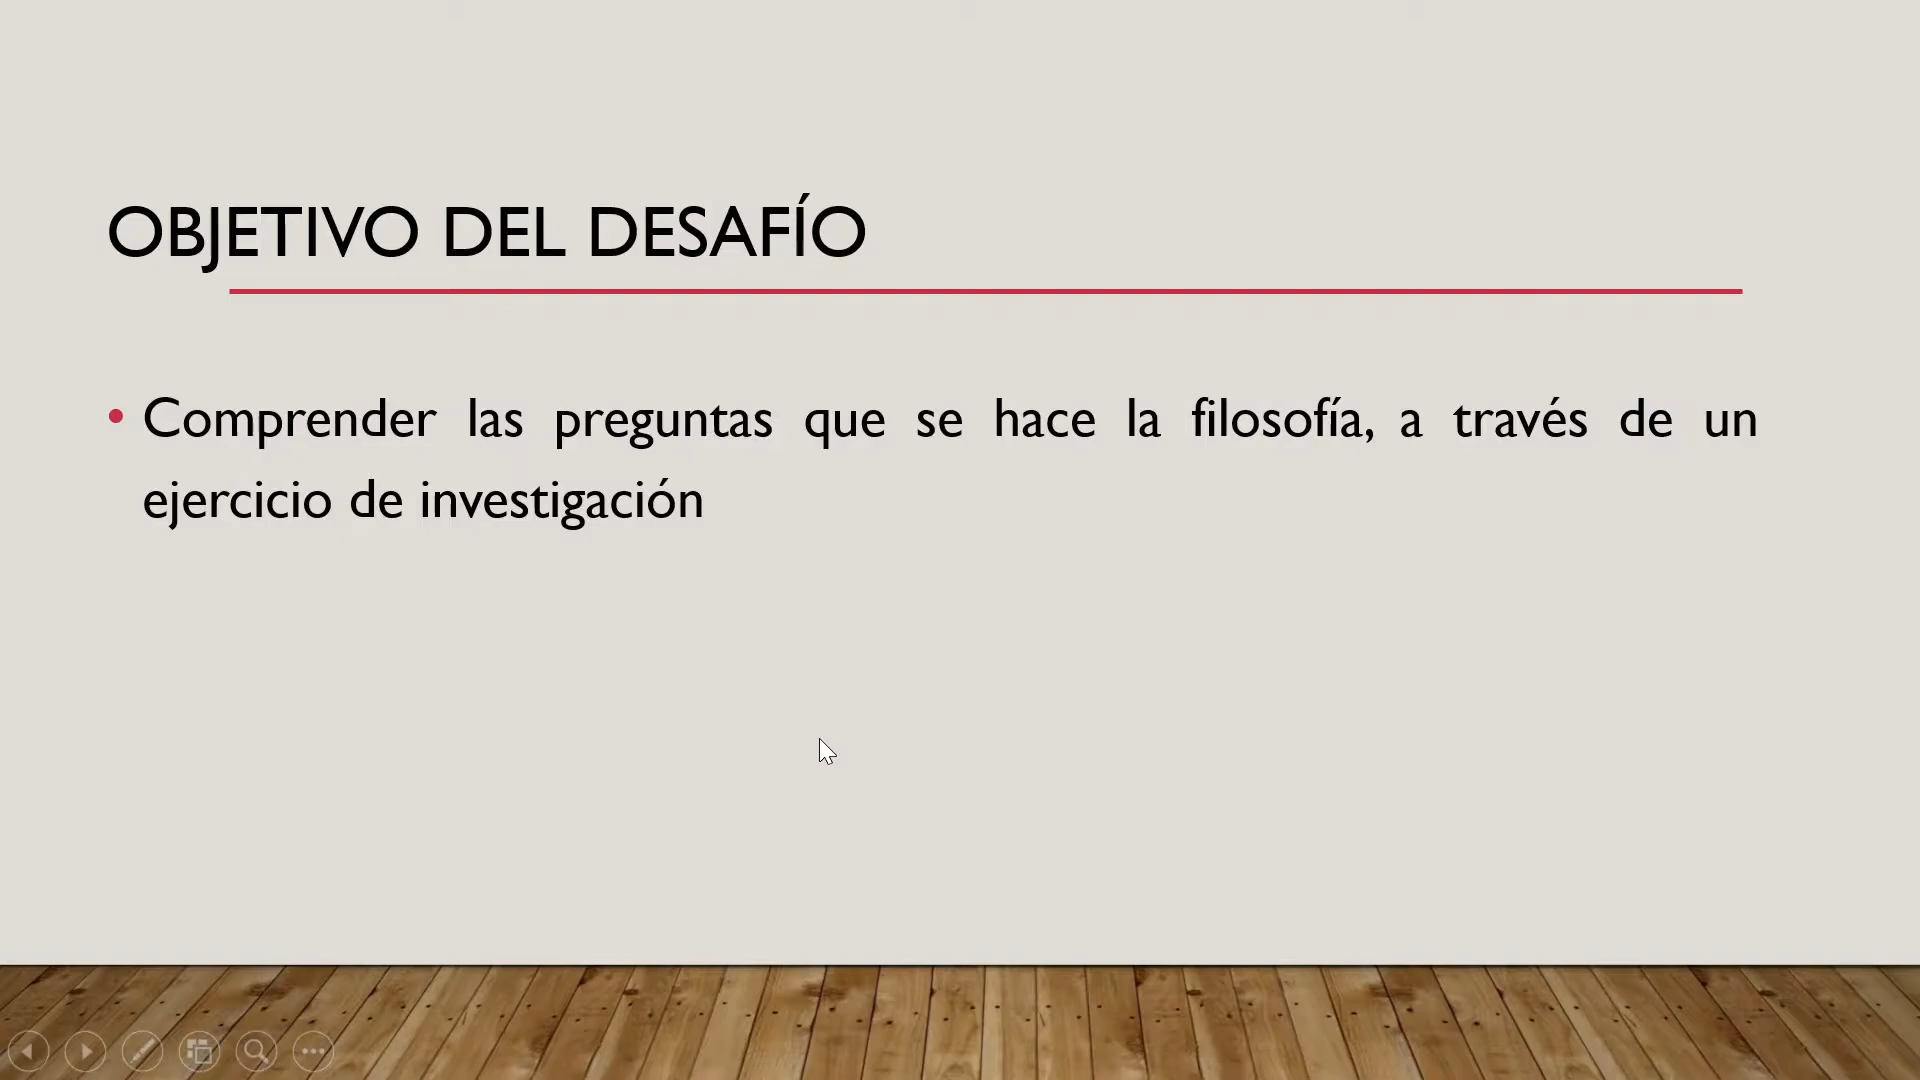 OBJETIVO DEL DESAFÍO
• Comprender las preguntas que se hace la filosofía, a través de un
ejercicio de investigación